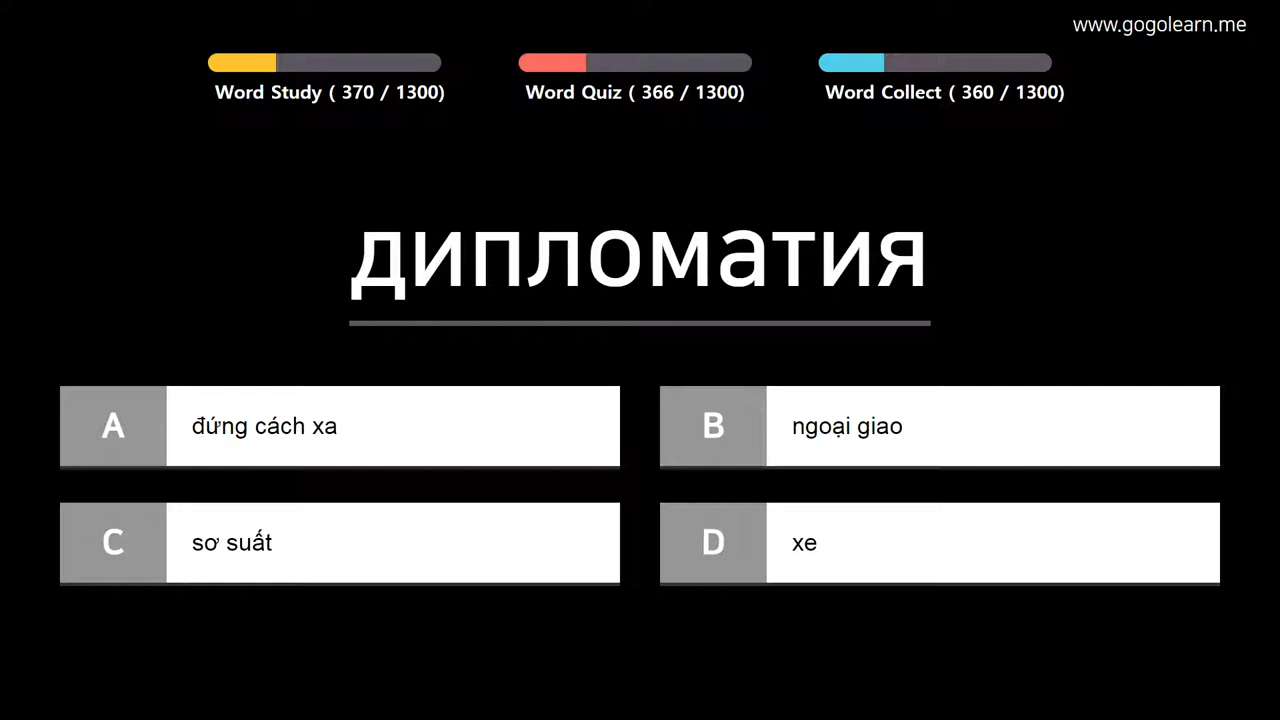 www.gogolearn.me
Word Study ( 370 / 1300)
Word Quiz ( 366 / 1300)
Word Collect ( 360 / 1300)
дипломатия
A đứng cách xa
B ngoại giao
C sơ suất
D xe